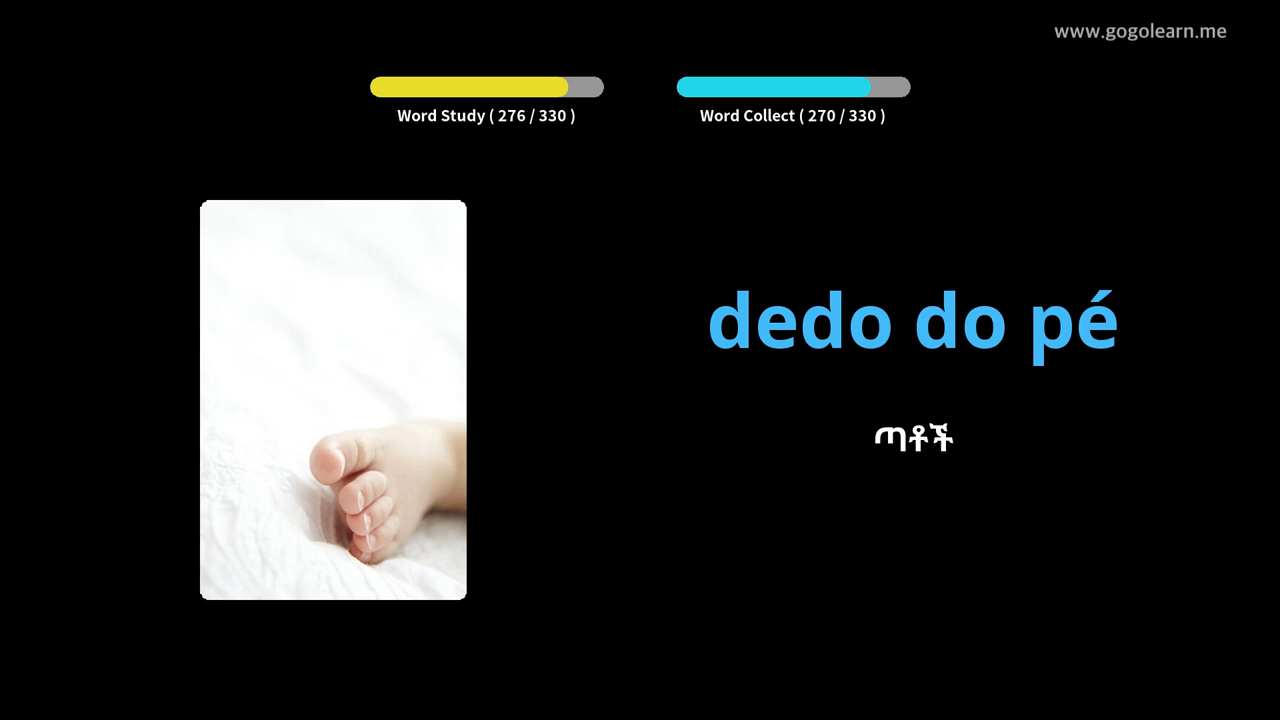 www.gogolearn.me
Word Study ( 276 / 330 )
Word Collect ( 270 / 330 )
dedo do pé
ጣቶች